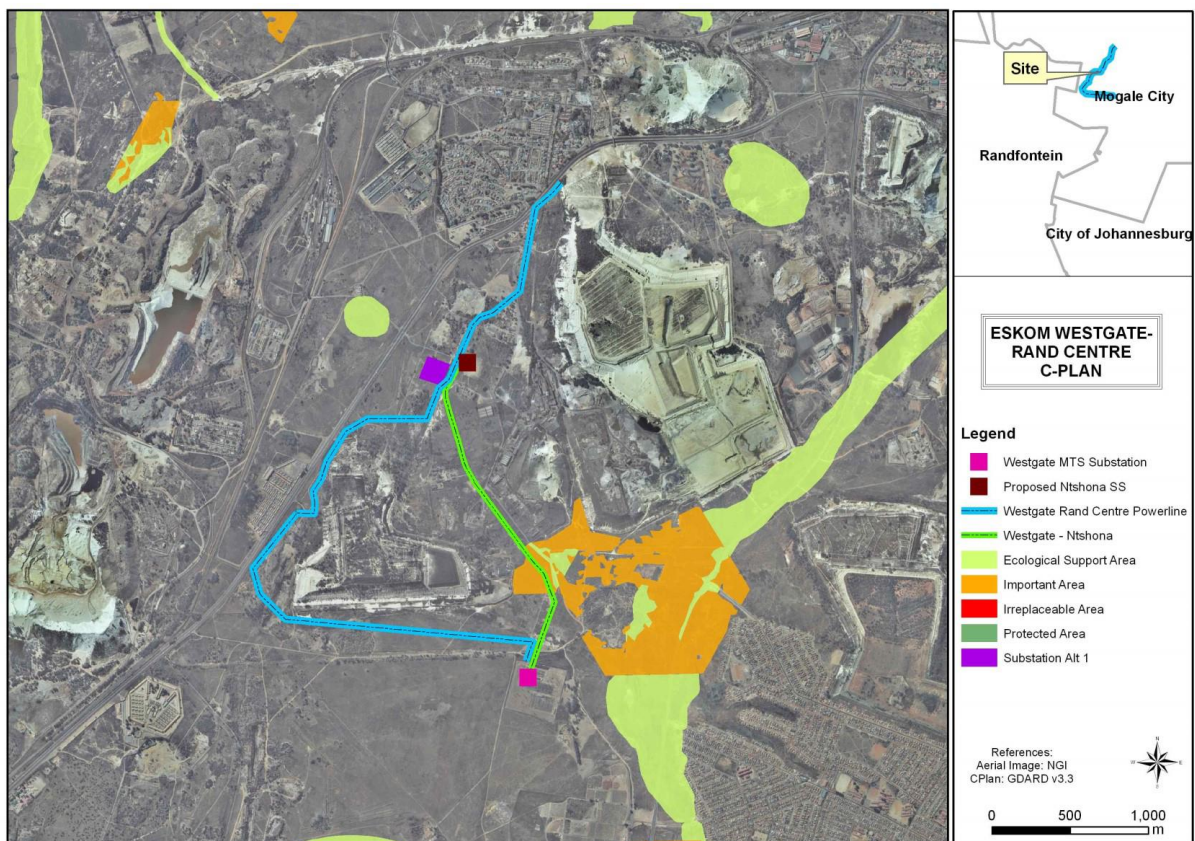 Site
Mogale City
Randfontein
City of Johannesburg
ESKOM WESTGATE-
RAND CENTRE
C-PLAN
Legend
Westgate MTS Substation
Proposed Ntshona SS
Westgate Rand Centre Powerline
Westgate - Ntshona
Ecological Support Area
Important Area
Irreplaceable Area
Protected Area
Substation Alt 1
References:
Aerial Image: NGI
CPlan: GDARD v3.3
N
W E
S
0 500 1,000
m